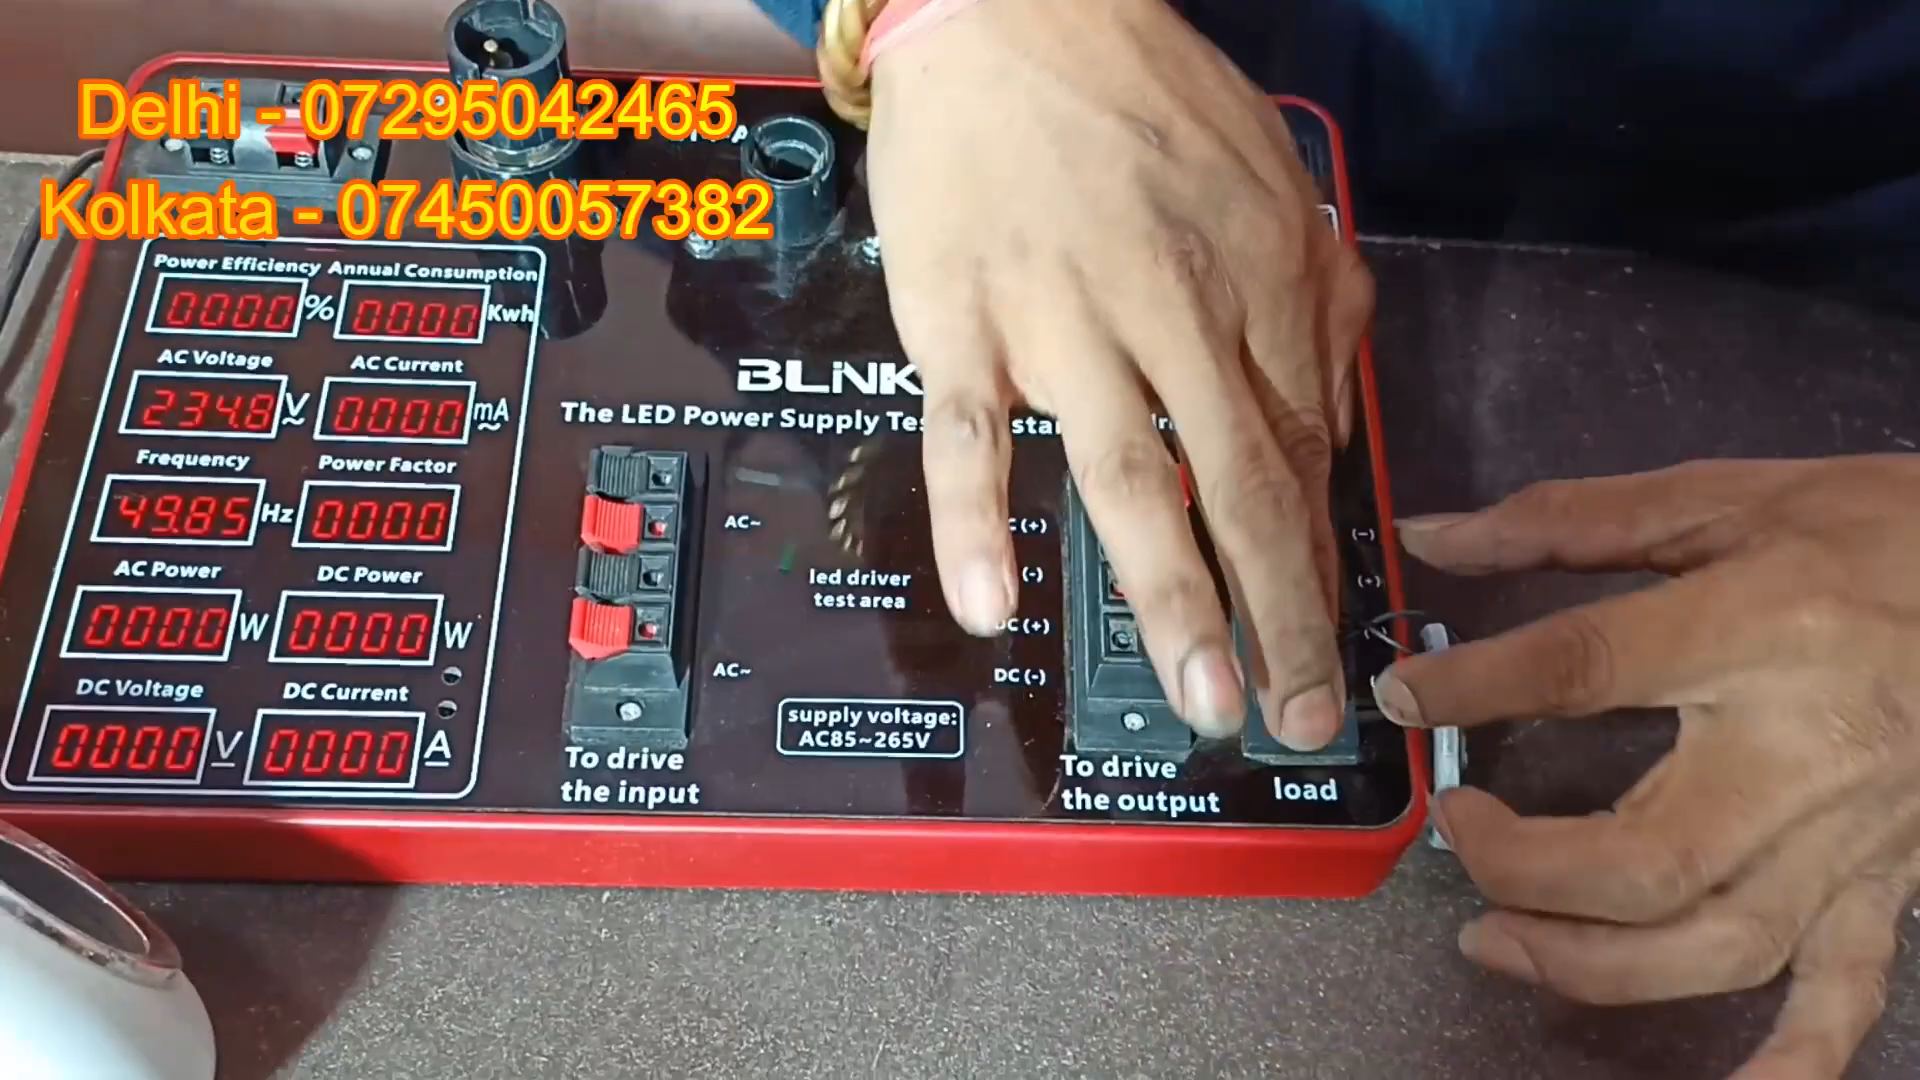 Delhi - 07295042465
Kolkata - 07450057382
Power Efficiency Annual Consumption
0000 % 0000 Kwh
AC Voltage AC Current
234.8 V 0000 mA
Frequency Power Factor
49.85 Hz 0000
AC Power DC Power
0000 W 0000 W
DC Voltage DC Current
0000 V 0000 A
BLINK
The LED Power Supply
AC~
led driver
test area
AC~
(+)
(-)
DC (+)
DC (-)
(-)
(+)
supply voltage:
AC85~265V
To drive
the input
To drive
the output
load